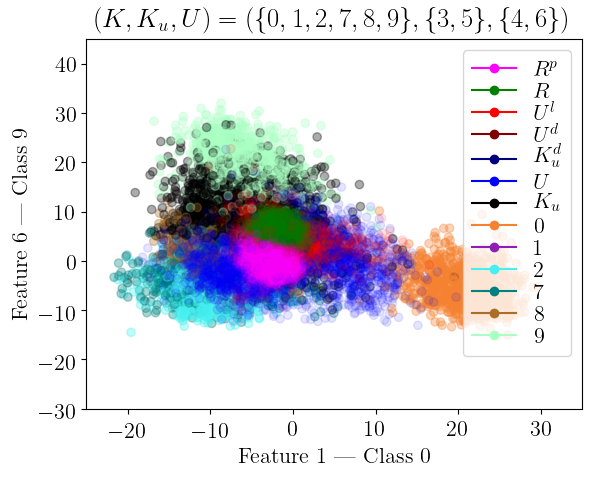 (K, K_u, U) = ({0, 1, 2, 7, 8, 9}, {3, 5}, {4, 6})
40
30
20
10
0
−10
−20
−30
Feature 6 — Class 9
R^p
R
U^l
U^d
K_u^d
U
K_u
0
1
2
7
8
9
−20 −10 0 10 20 30
Feature 1 — Class 0